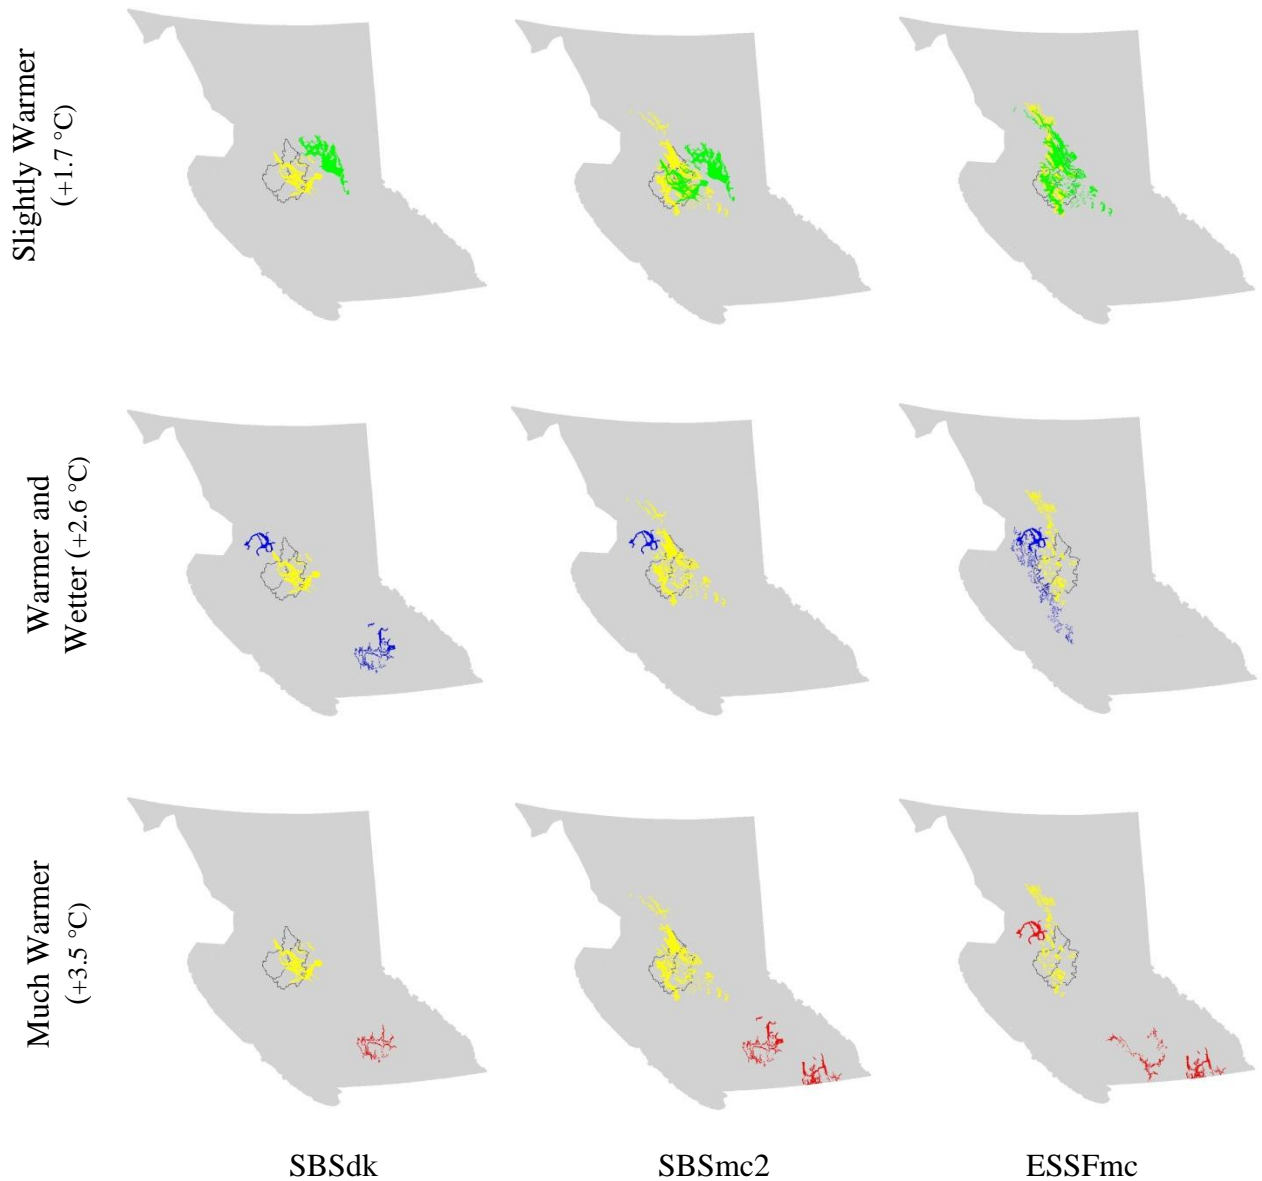 Slightly Warmer
(+1.7 °C)
Warmer and
Wetter (+2.6 °C)
Much Warmer
(+3.5 °C)
SBSdk
SBSmc2
ESSFmc